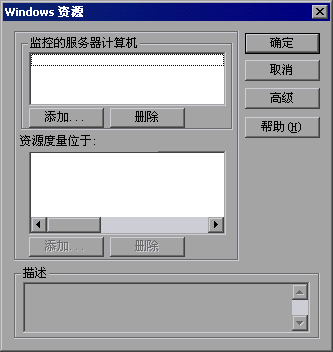 Windows 资源
监控的服务器计算机
确定
取消
添加...
删除
高级
帮助(H)
资源度量位于:
添加...
删除
描述